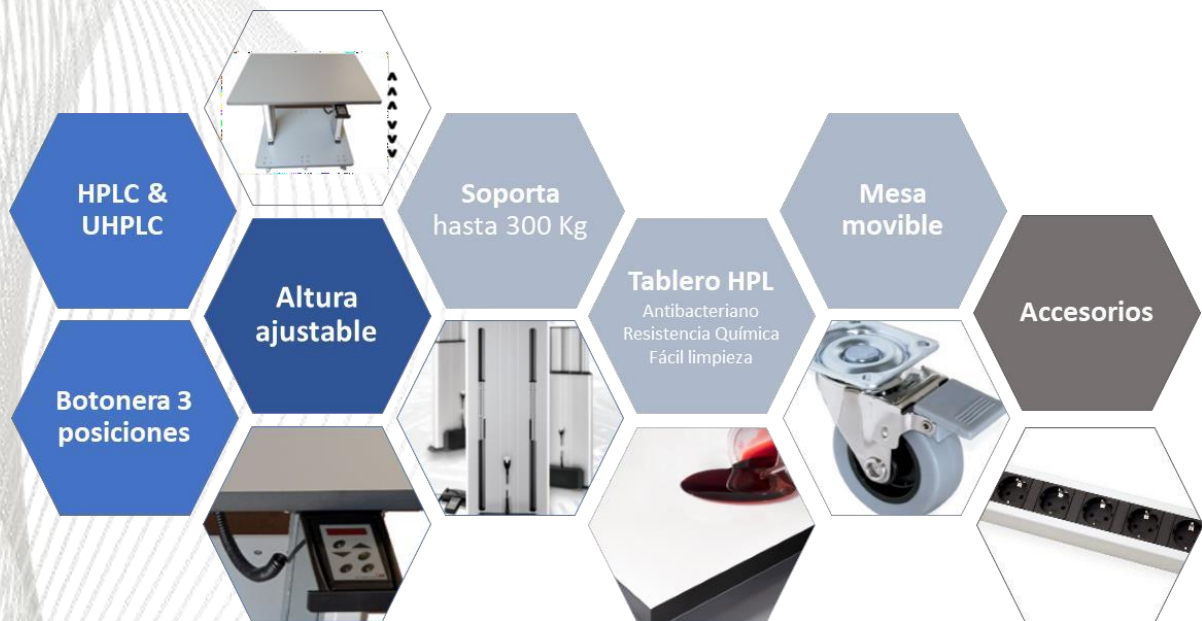 HPLC &
UHPLC
Altura
ajustable
Botonera 3
posiciones
Soporta
hasta 300 Kg
Tablero HPL
Antibacteriano
Resistencia Química
Fácil limpieza
Mesa
movible
Accesorios